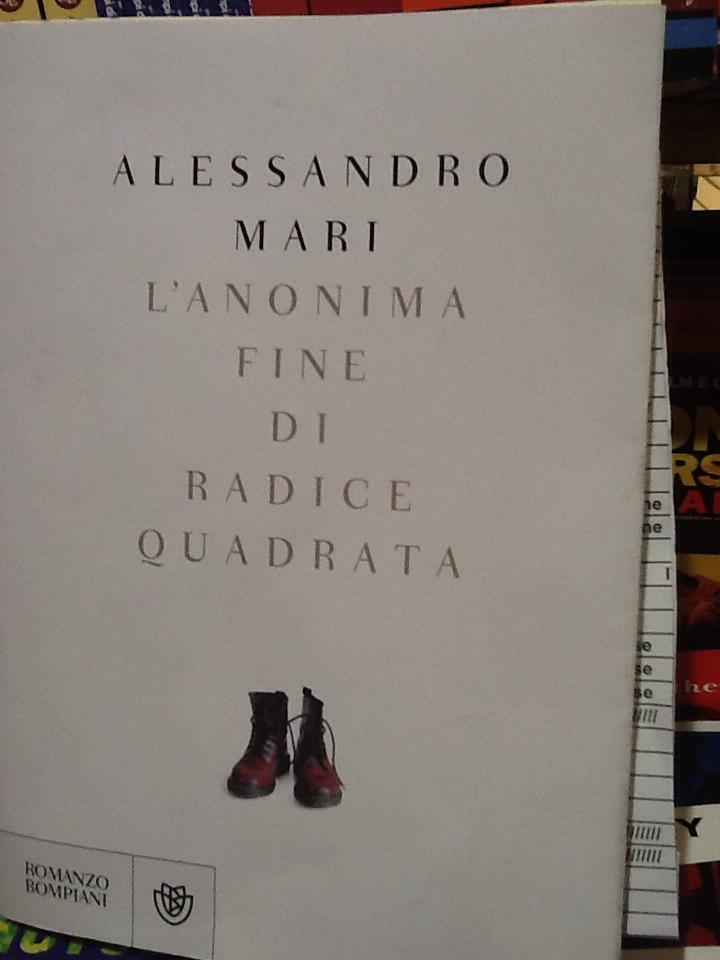 ALESSANDRO
MARI
L'ANONIMA
FINE
DI
RADICE
QUADRATA
ROMANZO
BOMPIANI